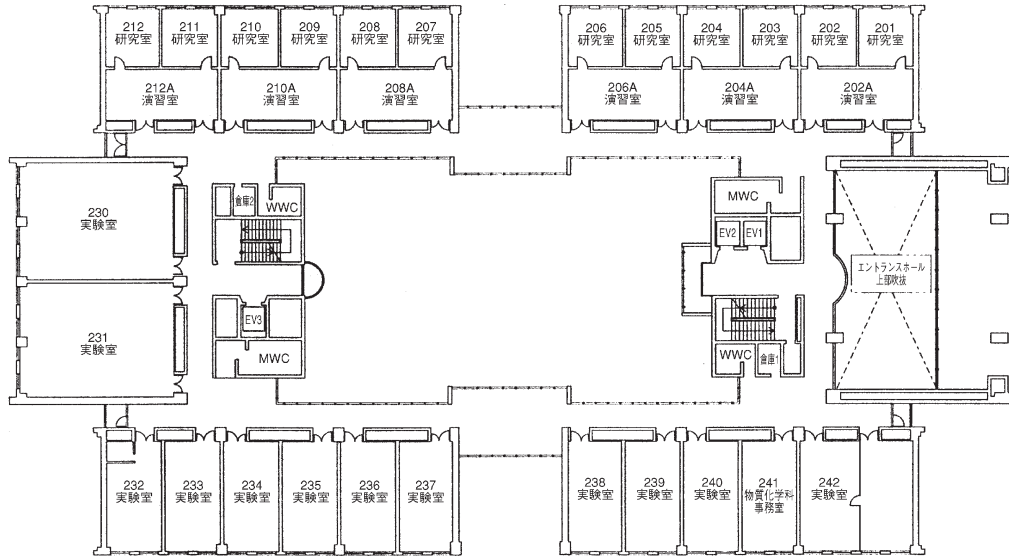 212
研究室
211
研究室
210
研究室
209
研究室
208
研究室
207
研究室
206
研究室
205
研究室
204
研究室
203
研究室
202
研究室
201
研究室
212A
演習室
210A
演習室
208A
演習室
206A
演習室
204A
演習室
202A
演習室
230
実験室
倉庫2
WWC
MWC
EV2
EV1
エントランスホール
上部吹抜
231
実験室
EV3
MWC
WWC
倉庫1
232
実験室
233
実験室
234
実験室
235
実験室
236
実験室
237
実験室
238
実験室
239
実験室
240
実験室
241
物質化学科
事務室
242
実験室